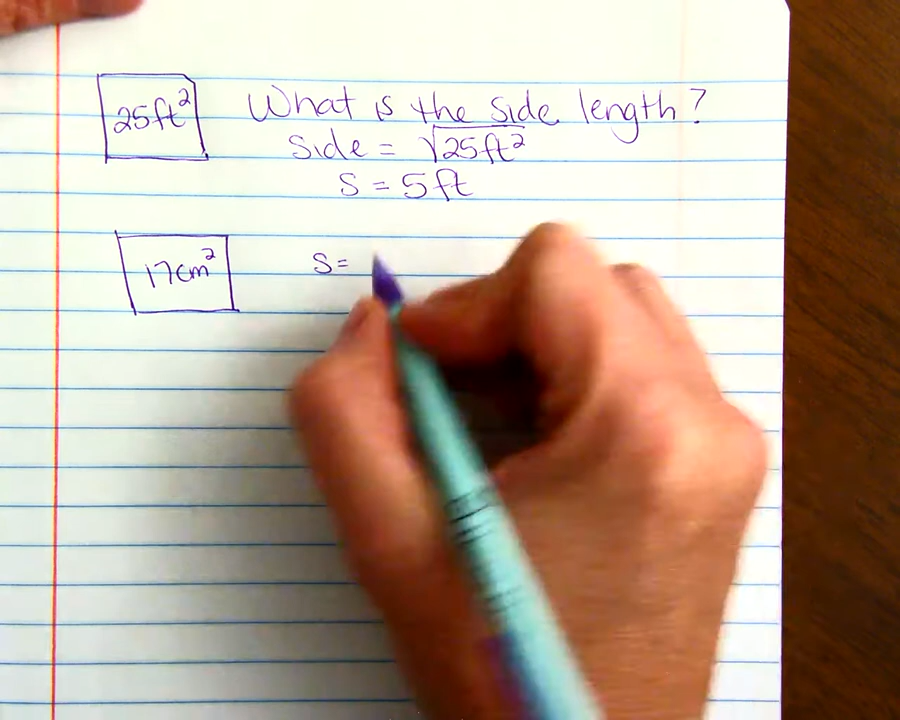 25ft² What is the side length?
side = √25ft²
S = 5ft
17cm² S=